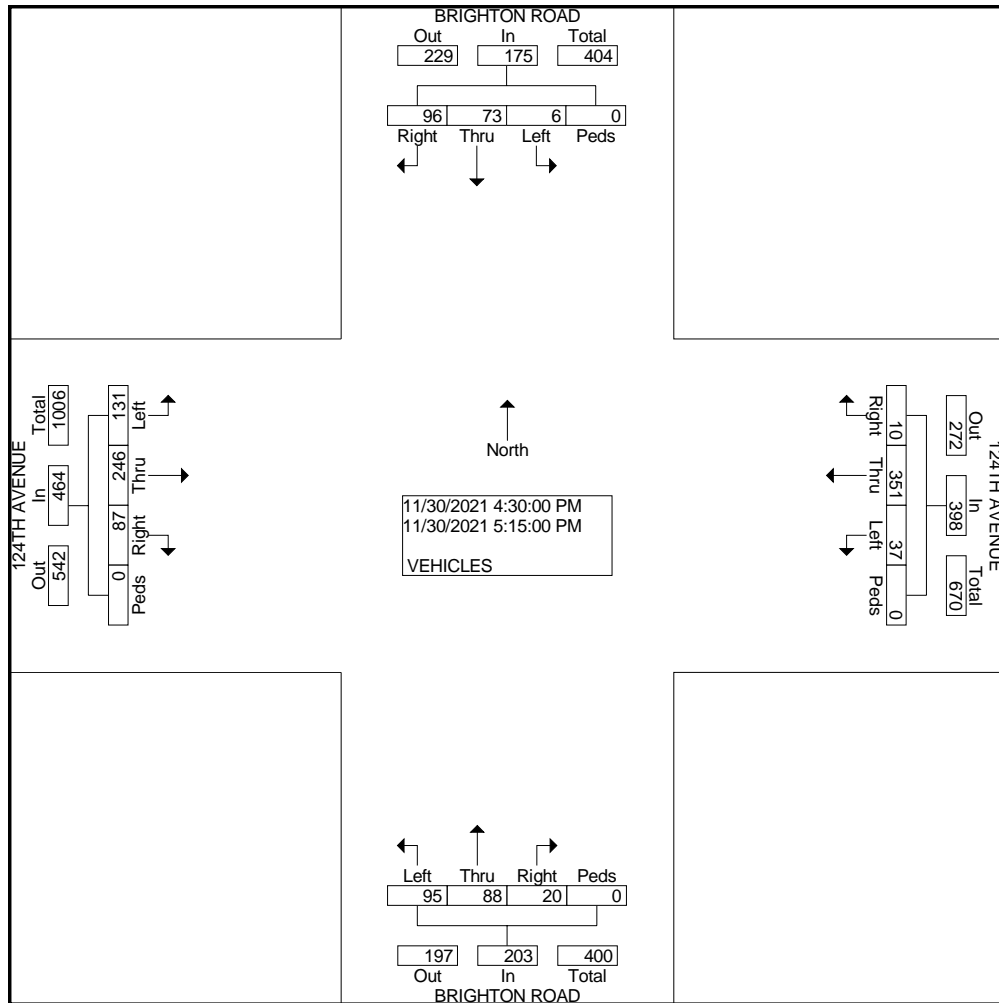 BRIGHTON ROAD
Out In Total
229 175 404
96 73 6 0
Right Thru Left Peds
124TH AVENUE
Total In Out
1006 464 542
131 246 87 0
Left Thru Right Peds
North
11/30/2021 4:30:00 PM
11/30/2021 5:15:00 PM
VEHICLES
Right Thru Left Peds
10 351 37 0
272 398 670
Out In Total
124TH AVENUE
Left Thru Right Peds
95 88 20 0
197 203 400
Out In Total
BRIGHTON ROAD